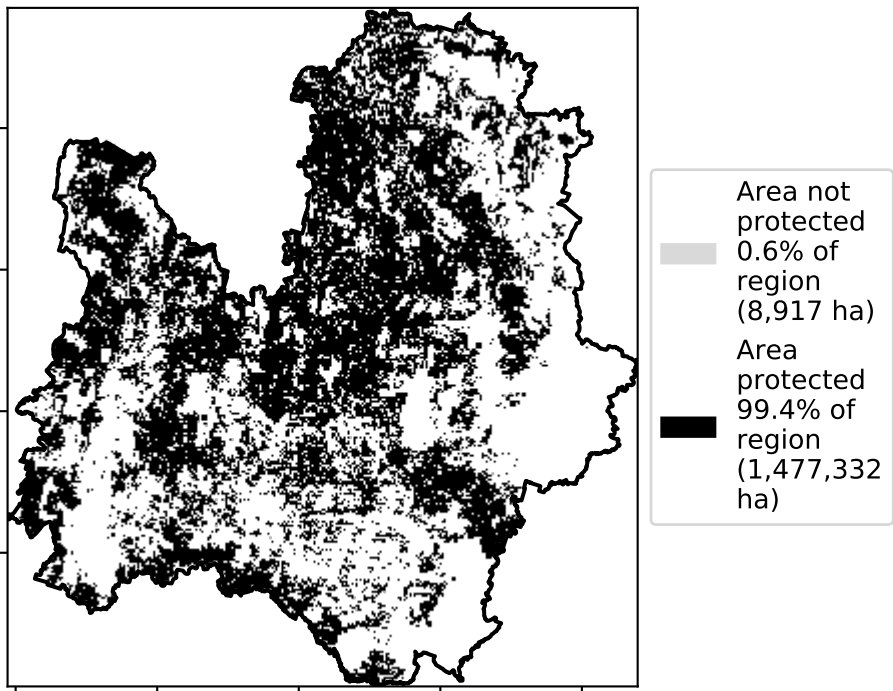 Area not
protected
0.6% of
region
(8,917 ha)
Area
protected
99.4% of
region
(1,477,332
ha)